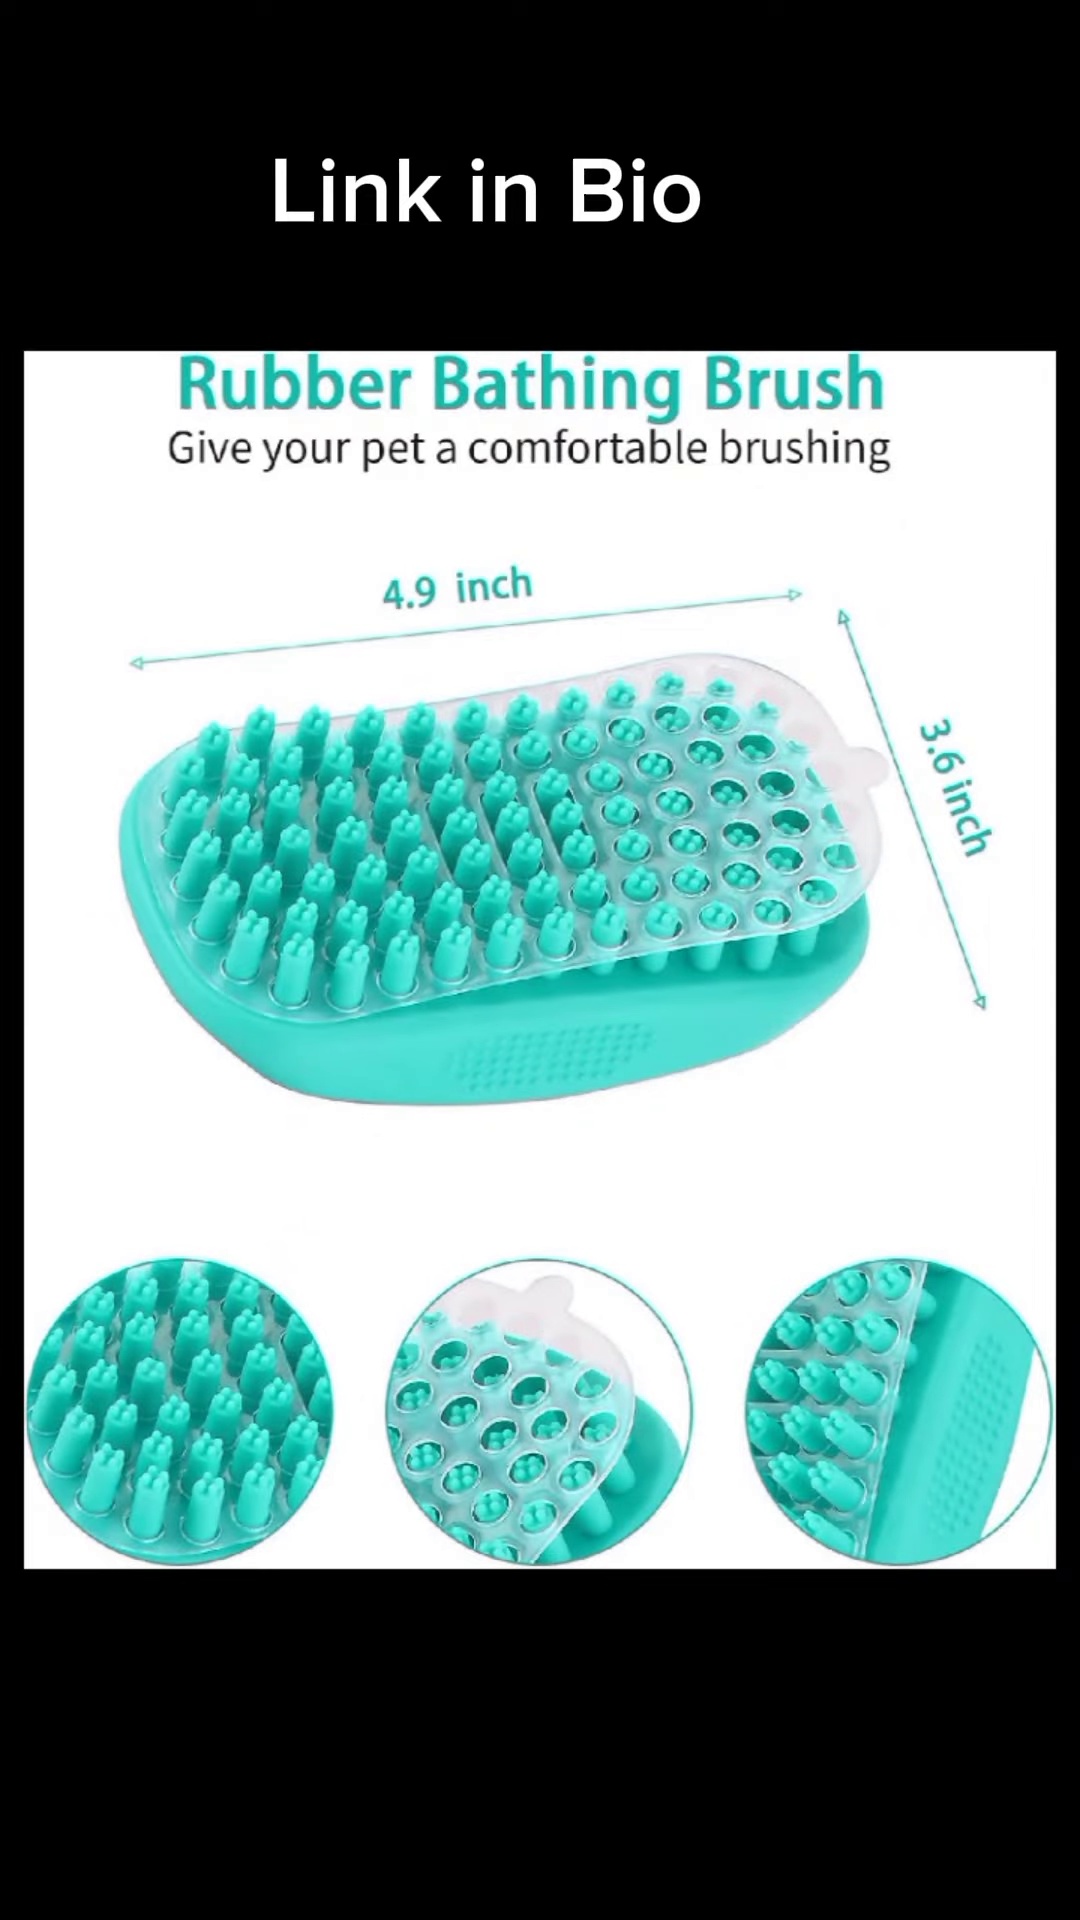 Link in Bio
Rubber Bathing Brush
Give your pet a comfortable brushing
4.9 inch
3.6 inch